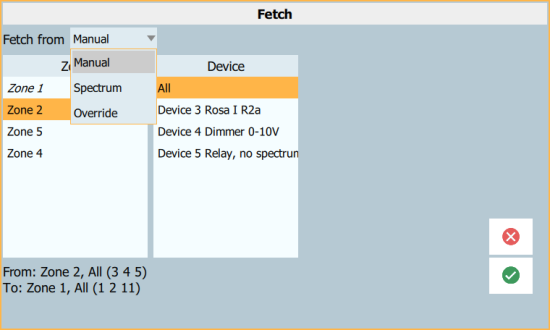 Fetch
Fetch from Manual
Z Device
Manual
Spectrum
Override
Zone 1 All
Zone 2 Device 3 Rosa I R2a
Zone 5 Device 4 Dimmer 0-10V
Zone 4 Device 5 Relay, no spectrum
From: Zone 2, All (3 4 5)
To: Zone 1, All (1 2 11)